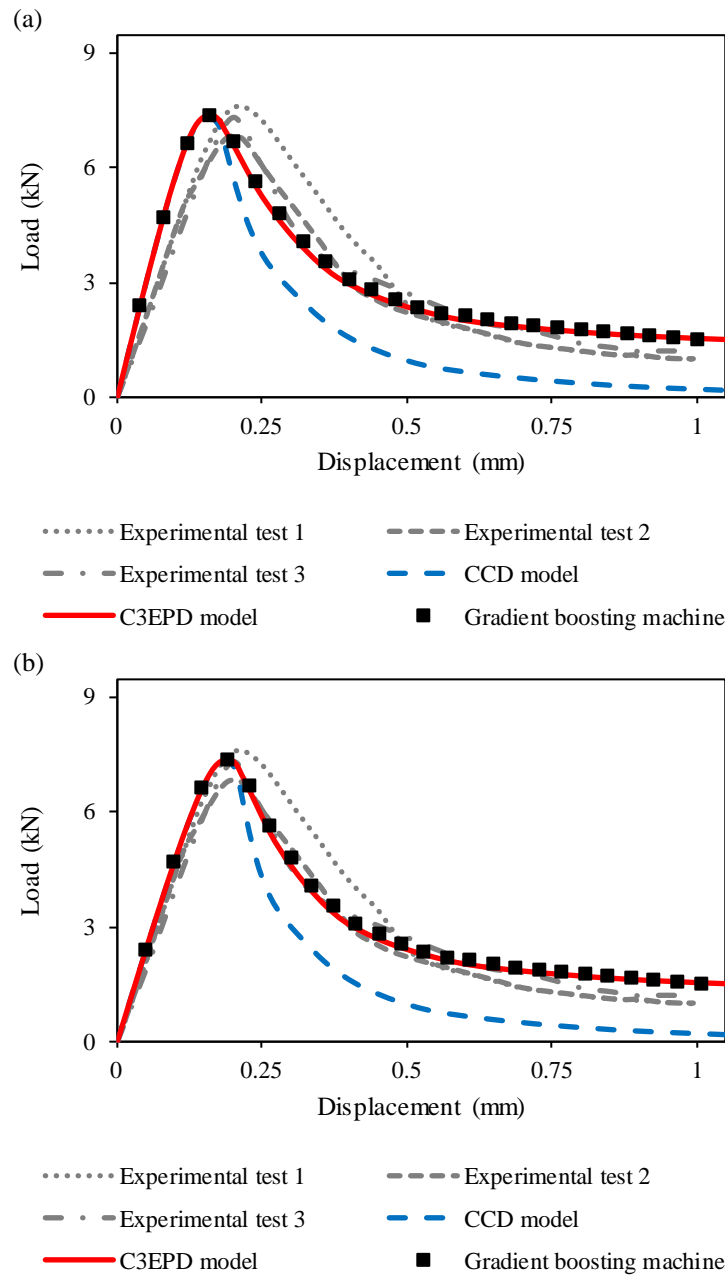 (a)
9
6
3
0
Load (kN)
0 0.25 0.5 0.75 1
Displacement (mm)
Experimental test 1 Experimental test 2
Experimental test 3 CCD model
C3EPD model Gradient boosting machine
(b)
9
6
3
0
Load (kN)
0 0.25 0.5 0.75 1
Displacement (mm)
Experimental test 1 Experimental test 2
Experimental test 3 CCD model
C3EPD model Gradient boosting machine